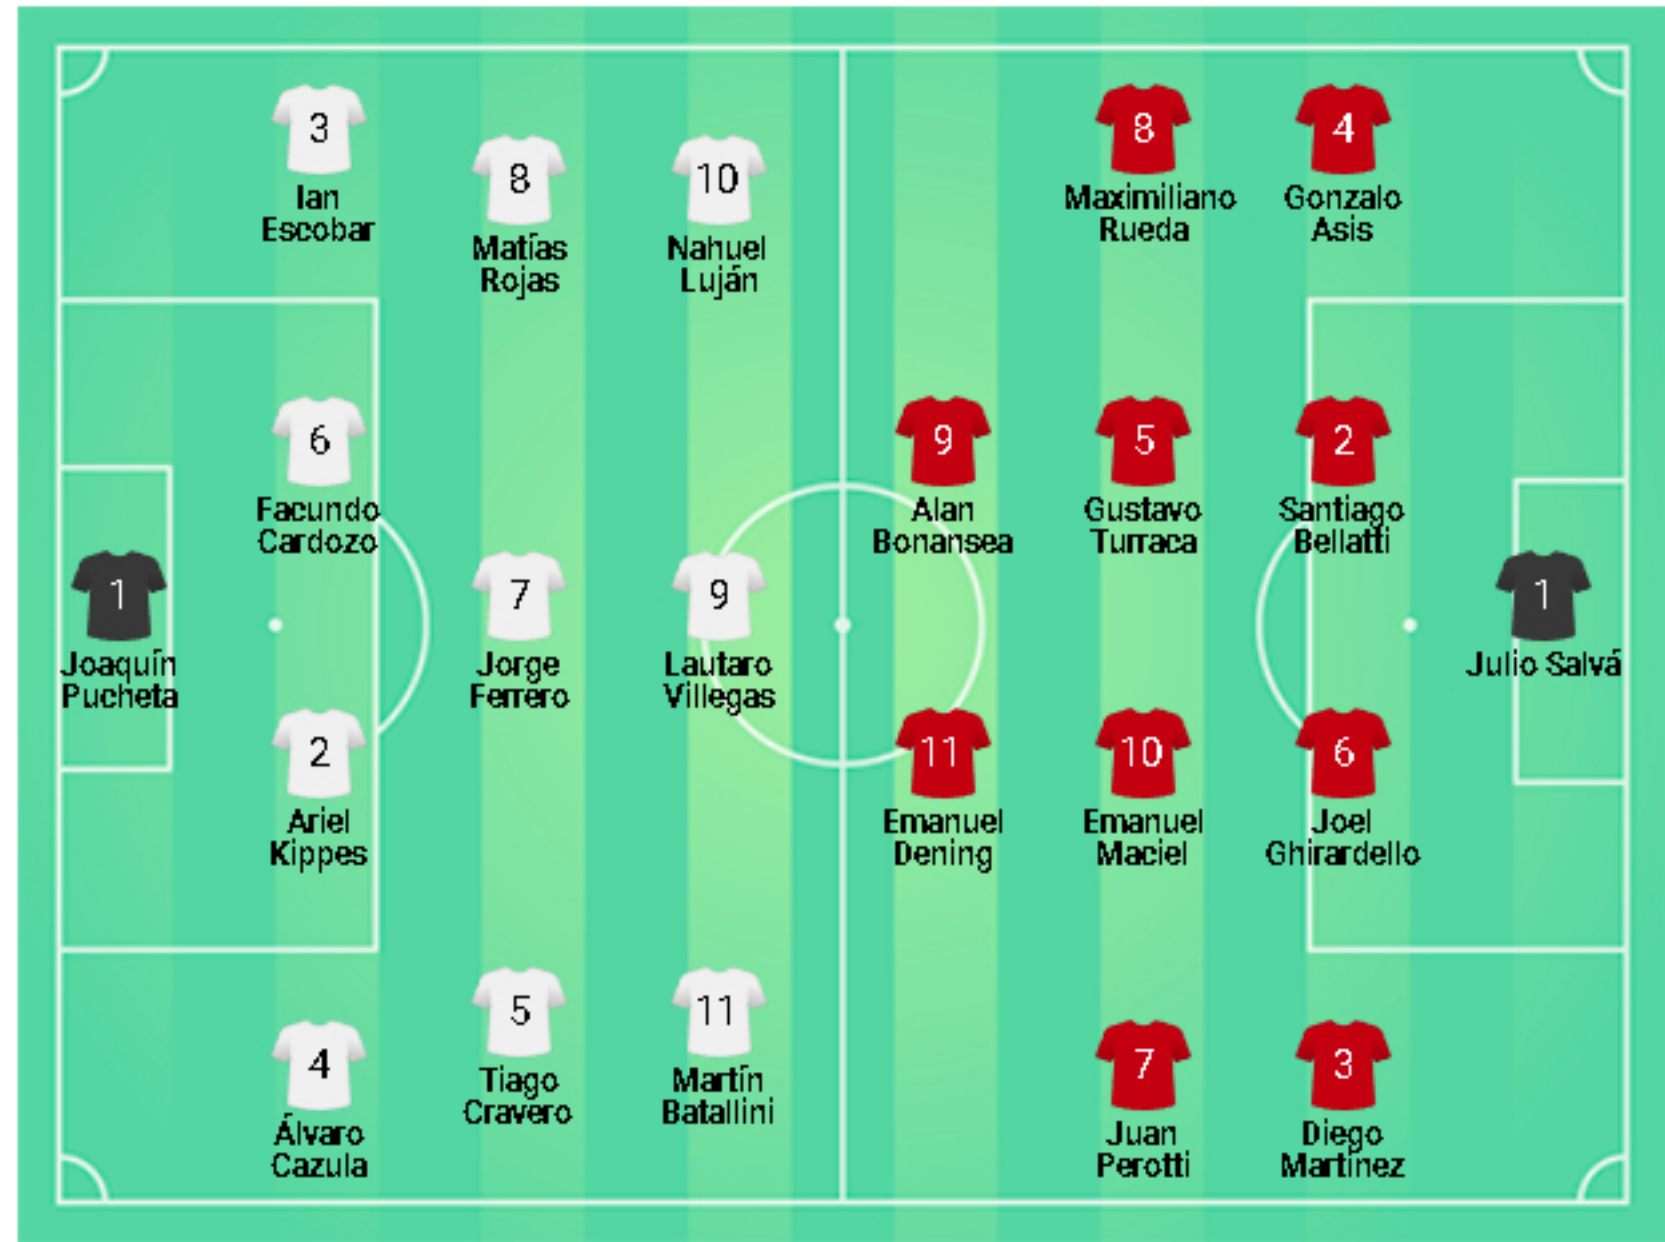 3
Ian
Escobar
8
Matías
Rojas
10
Nahuel
Luján
8
Maximiliano
Rueda
4
Gonzalo
Asis
6
Facundo
Cardozo
9
Alan
Bonansea
5
Gustavo
Turraca
2
Santiago
Bellatti
1
Joaquín
Pucheta
7
Jorge
Ferrero
9
Lautaro
Villegas
1
Julio Salvá
2
Ariel
Kippes
11
Emanuel
Dening
10
Emanuel
Maciel
6
Joel
Ghirardello
4
Álvaro
Cazula
5
Tiago
Cravero
11
Martín
Batallini
7
Juan
Perotti
3
Diego
Martínez